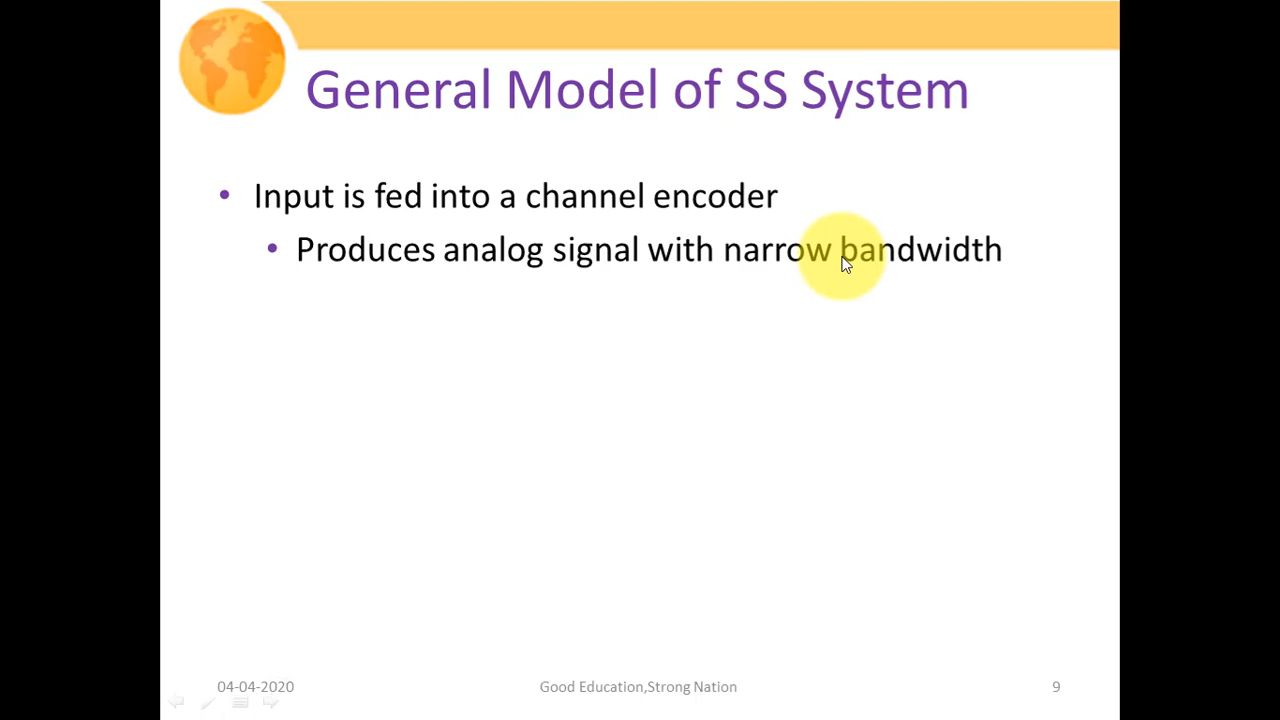 General Model of SS System
• Input is fed into a channel encoder
• Produces analog signal with narrow bandwidth
04-04-2020
Good Education,Strong Nation
9